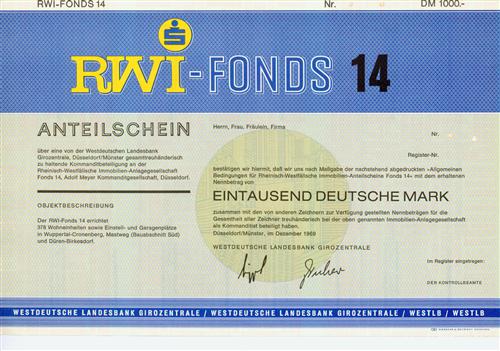 RWI-FONDS 14 Nr. DM 1000.-
S
RWI-FONDS 14
ANTEILSCHEIN
Herrn, Frau, Fräulein, Firma
Nr.
Register-Nr.
über eine von der Westdeutschen Landesbank
Girozentrale, Düsseldorf/Münster gesamttreuhänderisch
zu haltende Kommanditbeteiligung an der
Rheinisch-Westfälische Immobilien-Anlagegesellschaft
Fonds 14, Adolf Meyer Kommanditgesellschaft, Düsseldorf.
OBJEKTBESCHREIBUNG
Der RWI-Fonds 14 errichtet
378 Wohneinheiten sowie Einstell- und Garagenplätze
in Wuppertal-Cronenberg, Mastweg (Bauabschnitt Süd)
und Düren-Birkesdorf.
bestätigen wir hiermit, daß wir uns nach Maßgabe der nachstehend abgedruckten »Allgemeinen
Bedingungen für Rheinisch-Westfälische Immobilien-Anteilscheine Fonds 14« mit dem erhaltenen
Nennbetrag von
EINTAUSEND DEUTSCHE MARK
zusammen mit den von anderen Zeichnern zur Verfügung gestellten Nennbeträgen für die
Gesamtheit aller Zeichner treuhänderisch bei der oben genannten Immobilien-Anlagegesellschaft
als Kommanditist beteiligt haben.
Düsseldorf/Münster, im Dezember 1969
WESTDEUTSCHE LANDESBANK GIROZENTRALE
Im Register eingetragen:
DER KONTROLLBEAMTE
WESTDEUTSCHE LANDESBANK GIROZENTRALE / WESTLB / WESTDEUTSCHE LANDESBANK GIROZENTRALE / WESTLB / WESTLB